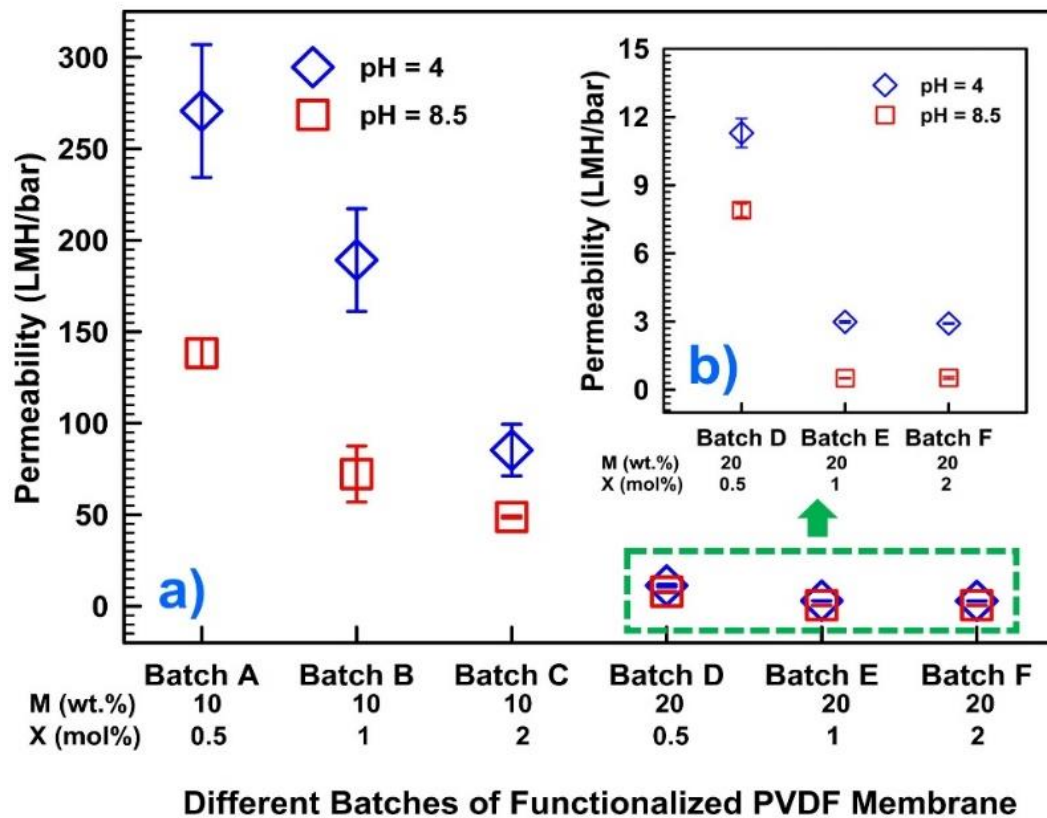 300
250
200
150
100
50
0
Permeability (LMH/bar)
pH = 4
pH = 8.5
a)
Batch A Batch B Batch C Batch D Batch E Batch F
M (wt.%) 10 10 10 20 20 20
X (mol%) 0.5 1 2 0.5 1 2
Different Batches of Functionalized PVDF Membrane
15
12
9
6
3
0
Permeability (LMH/bar)
pH = 4
pH = 8.5
b)
Batch D Batch E Batch F
M (wt.%) 20 20 20
X (mol%) 0.5 1 2